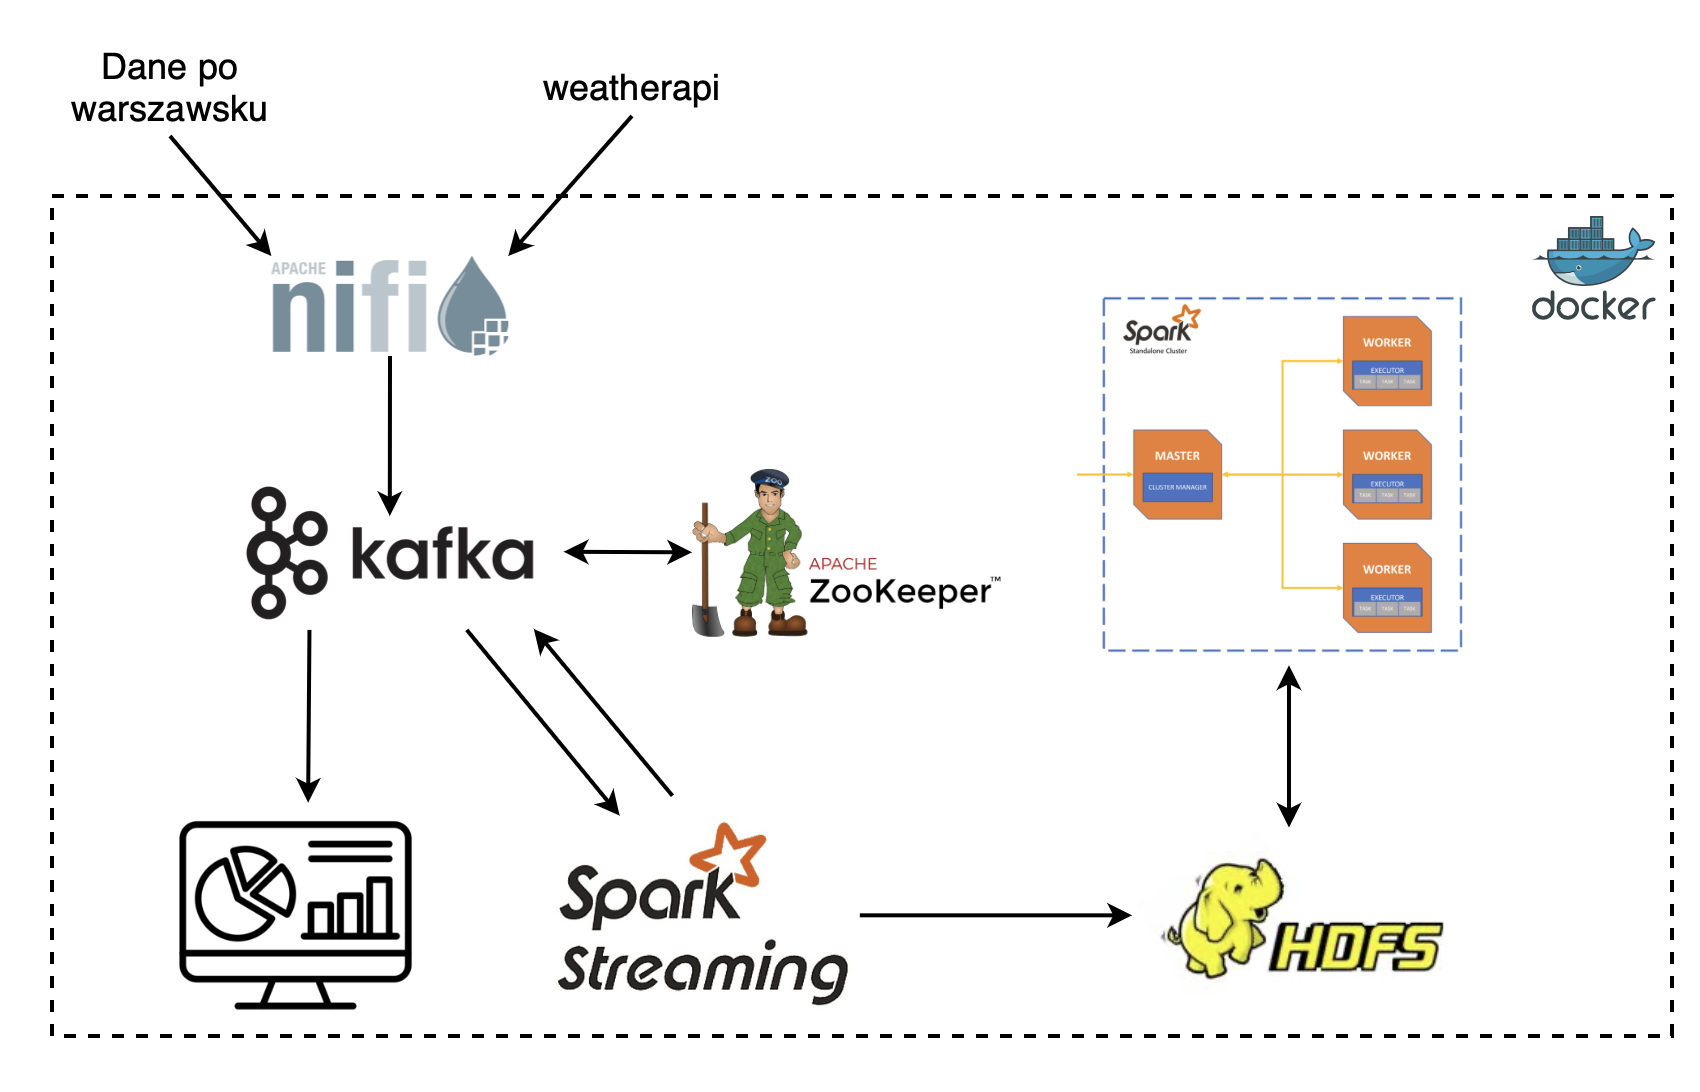 Dane po
warszawsku
weatherapi
APACHE
nifi
docker
Spark
Standalone Cluster
WORKER
EXECUTOR
TASK TASK TASK
MASTER
CLUSTER MANAGER
WORKER
EXECUTOR
TASK TASK TASK
WORKER
EXECUTOR
TASK TASK TASK
kafka
ZOO
APACHE
ZooKeeper™
Spark
Streaming
HDFS